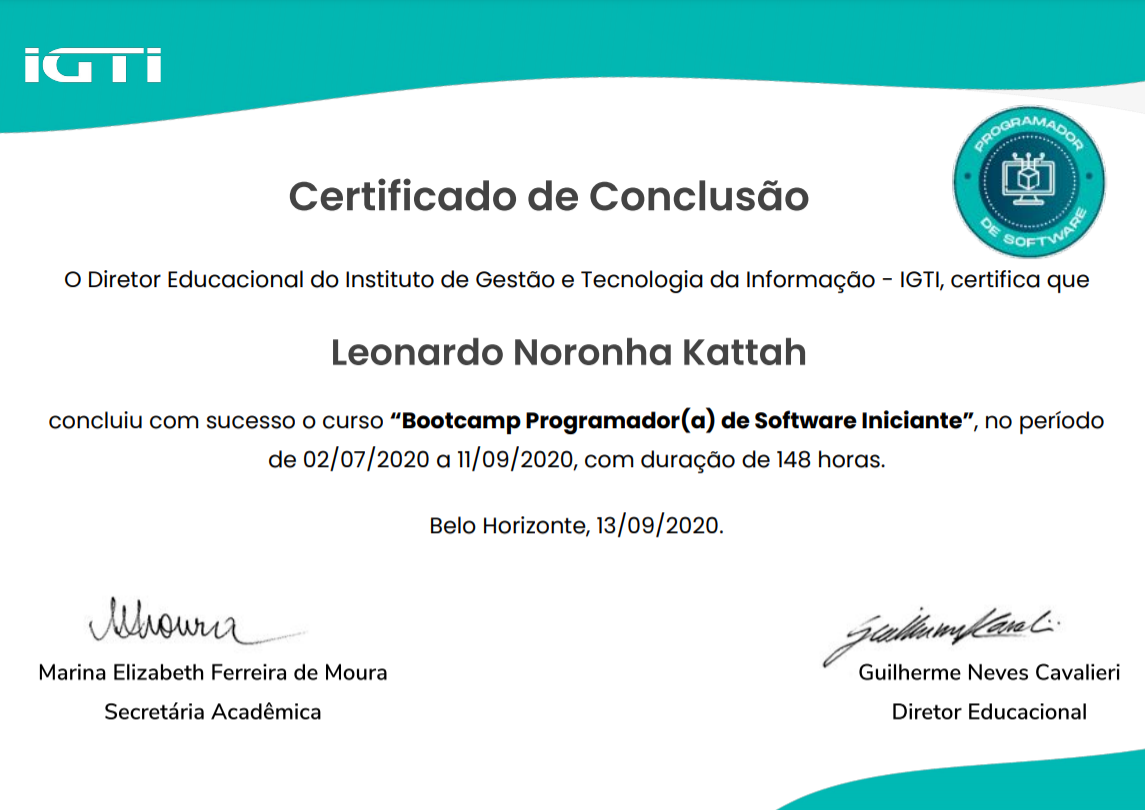 iGTi
PROGRAMADOR
DE SOFTWARE
Certificado de Conclusão
O Diretor Educacional do Instituto de Gestão e Tecnologia da Informação - IGTI, certifica que
Leonardo Noronha Kattah
concluiu com sucesso o curso “Bootcamp Programador(a) de Software Iniciante”, no período
de 02/07/2020 a 11/09/2020, com duração de 148 horas.
Belo Horizonte, 13/09/2020.
Marina Elizabeth Ferreira de Moura
Secretária Acadêmica
Guilherme Neves Cavalieri
Diretor Educacional